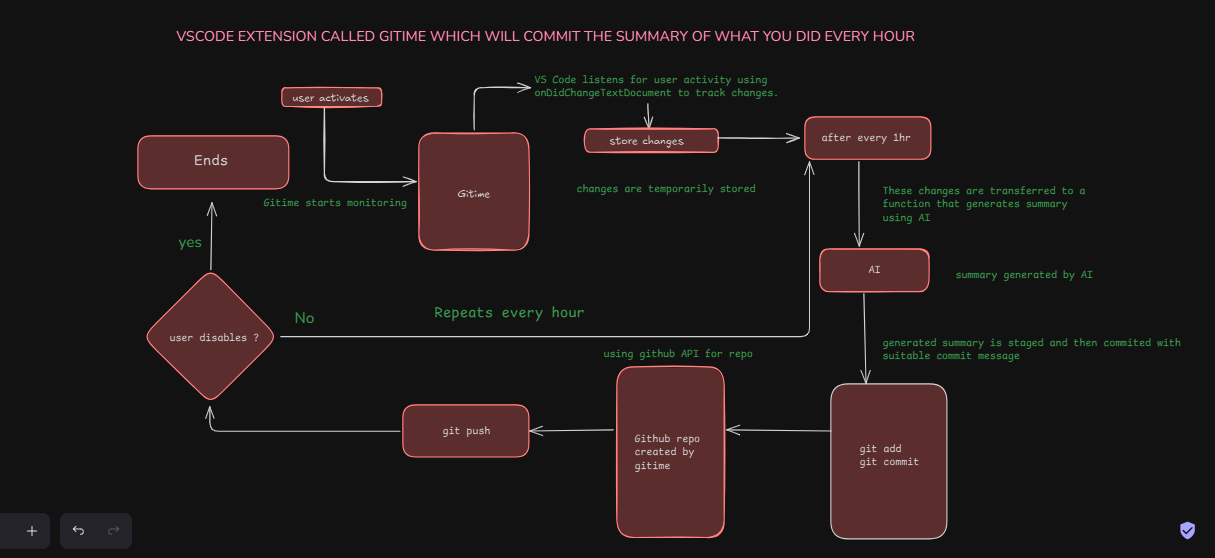 VSCODE EXTENSION CALLED GITIME WHICH WILL COMMIT THE SUMMARY OF WHAT YOU DID EVERY HOUR
user activates
VS Code listens for user activity using
onDidChangeTextDocument to track changes.
Ends
store changes
after every 1hr
Gitime
Gitime starts monitoring
changes are temporarily stored
These changes are transferred to a
function that generates summary
using AI
yes
AI
summary generated by AI
user disables ?
No
Repeats every hour
using github API for repo
generated summary is staged and then commited with
suitable commit message
git push
Github repo
created by
gitime
git add
git commit